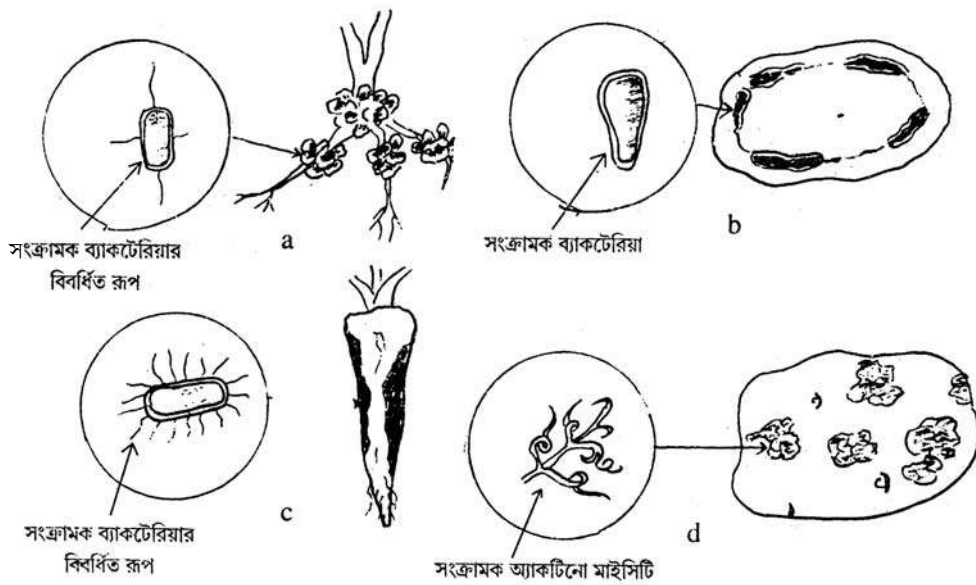 সংক্রামক ব্যাকটেরিয়ার
বিবর্ধিত রূপ
a
সংক্রামক ব্যাকটেরিয়া
b
সংক্রামক ব্যাকটেরিয়ার
বিবর্ধিত রূপ
c
সংক্রামক অ্যাকটিনো মাইসিটি
d